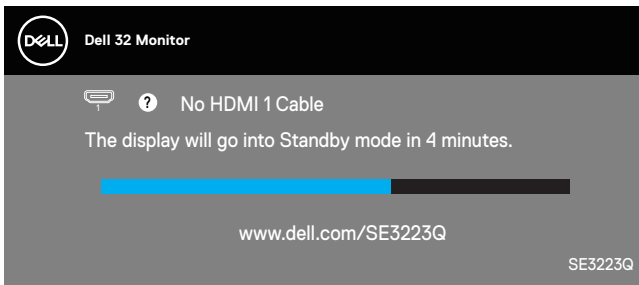 DELL
Dell 32 Monitor
1
? No HDMI 1 Cable
The display will go into Standby mode in 4 minutes.
www.dell.com/SE3223Q
SE3223Q